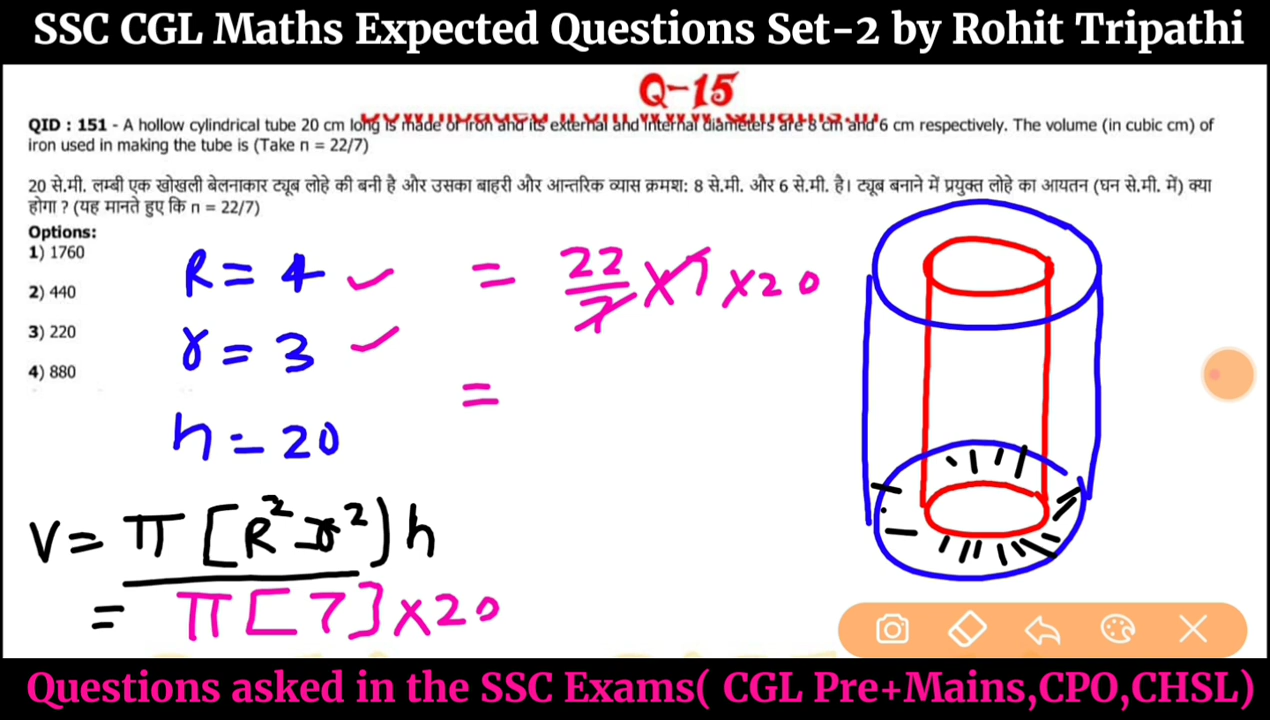 SSC CGL Maths Expected Questions Set-2 by Rohit Tripathi
Q-15
QID : 151 - A hollow cylindrical tube 20 cm long is made of iron and its external and internal diameters are 8 cm and 6 cm respectively. The volume (in cubic cm) of
iron used in making the tube is (Take n = 22/7)
20 से.मी. लम्बी एक खोखली बेलनाकार ट्यूब लोहे की बनी है और उसका बाहरी और आन्तरिक व्यास क्रमश: 8 से.मी. और 6 से.मी. है। ट्यूब बनाने में प्रयुक्त लोहे का आयतन (घन से.मी. में) क्या
होगा ? (यह मानते हुए कि n = 22/7)
Options:
1) 1760
2) 440
3) 220
4) 880
R = 4
r = 3
h = 20
V = π [R² - r²) h
= π [7] × 20
= 22/7 × 7 × 20
=
Questions asked in the SSC Exams( CGL Pre+Mains,CPO,CHSL)